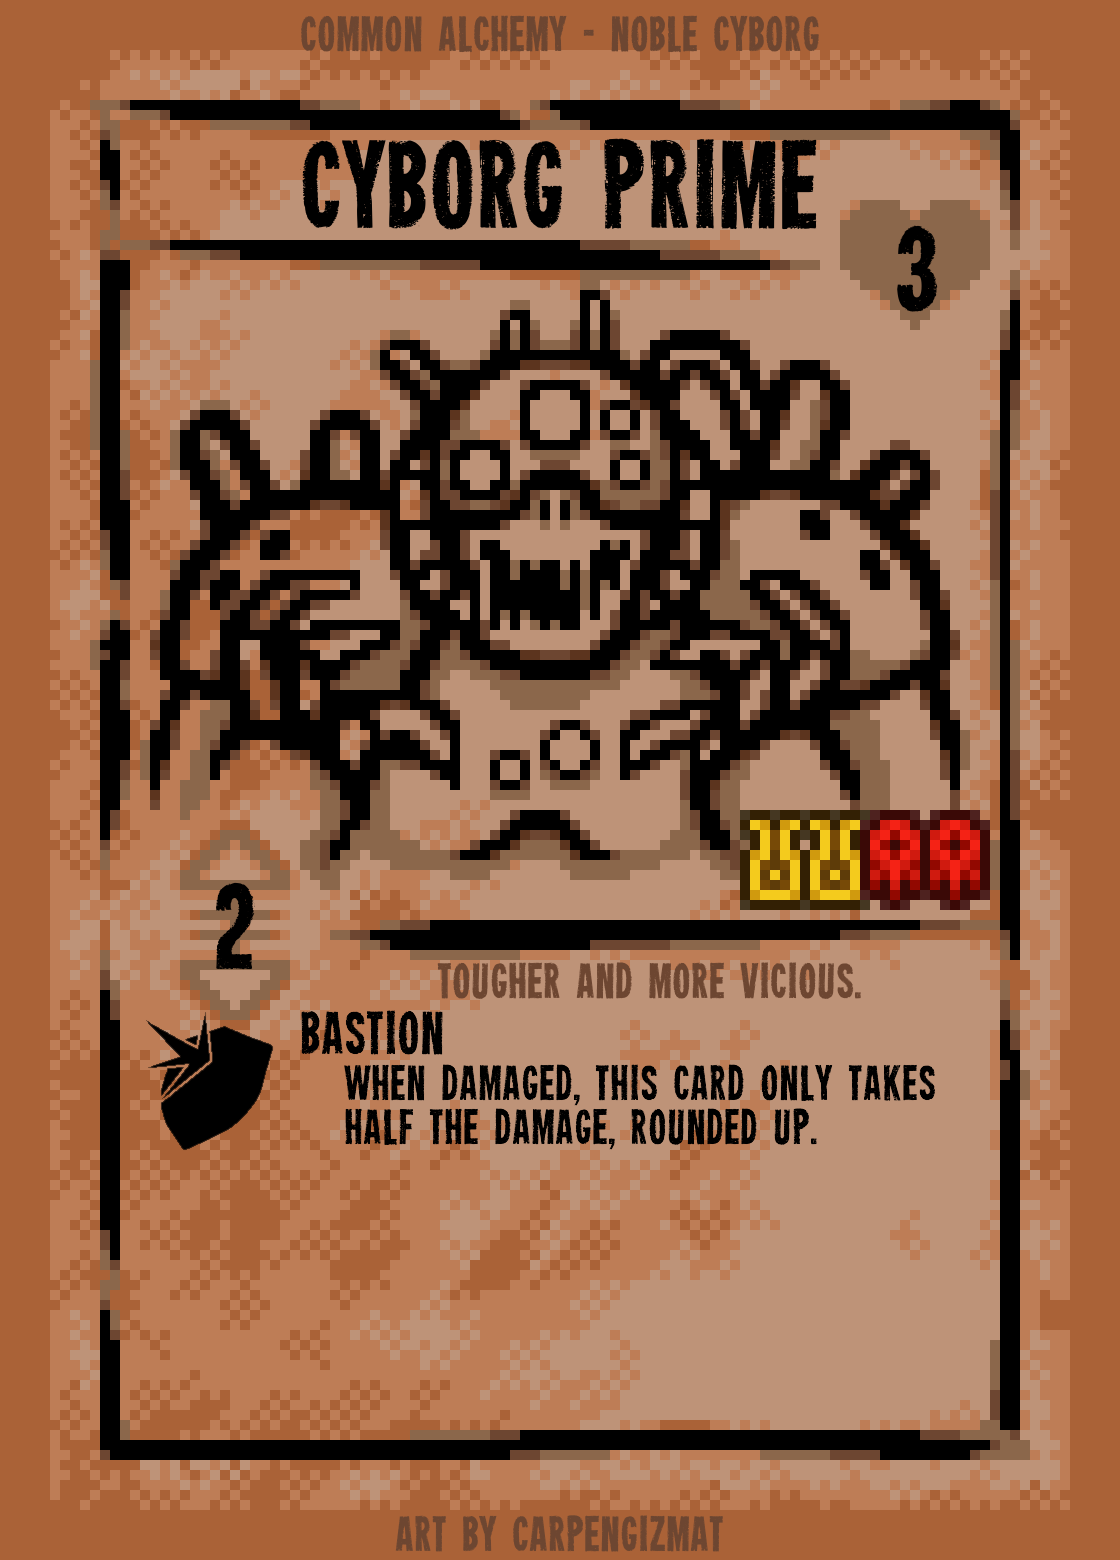 COMMON ALCHEMY - NOBLE CYBORG
CYBORG PRIME
3
2
TOUGHER AND MORE VICIOUS.
BASTION
WHEN DAMAGED, THIS CARD ONLY TAKES
HALF THE DAMAGE, ROUNDED UP.
ART BY CARPENGIZMAT